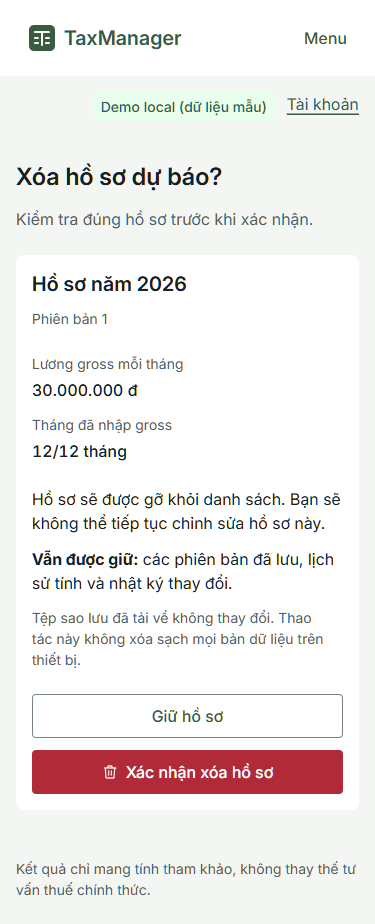 TaxManager
Menu
Demo local (dữ liệu mẫu)
Tài khoản
Xóa hồ sơ dự báo?
Kiểm tra đúng hồ sơ trước khi xác nhận.
Hồ sơ năm 2026
Phiên bản 1
Lương gross mỗi tháng
30.000.000 đ
Tháng đã nhập gross
12/12 tháng
Hồ sơ sẽ được gỡ khỏi danh sách. Bạn sẽ
không thể tiếp tục chỉnh sửa hồ sơ này.
Vẫn được giữ: các phiên bản đã lưu, lịch
sử tính và nhật ký thay đổi.
Tệp sao lưu đã tải về không thay đổi. Thao
tác này không xóa sạch mọi bản dữ liệu trên
thiết bị.
Giữ hồ sơ
Xác nhận xóa hồ sơ
Kết quả chỉ mang tính tham khảo, không thay thế tư
vấn thuế chính thức.